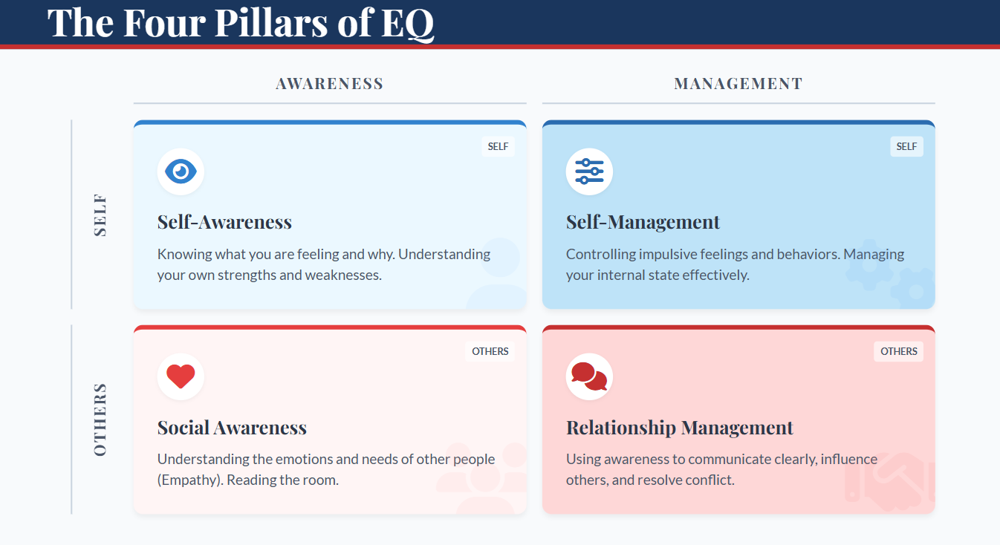 The Four Pillars of EQ
AWARENESS
MANAGEMENT
SELF
SELF
Self-Awareness
Knowing what you are feeling and why. Understanding
your own strengths and weaknesses.
SELF
Self-Management
Controlling impulsive feelings and behaviors. Managing
your internal state effectively.
OTHERS
OTHERS
Social Awareness
Understanding the emotions and needs of other people
(Empathy). Reading the room.
OTHERS
Relationship Management
Using awareness to communicate clearly, influence
others, and resolve conflict.